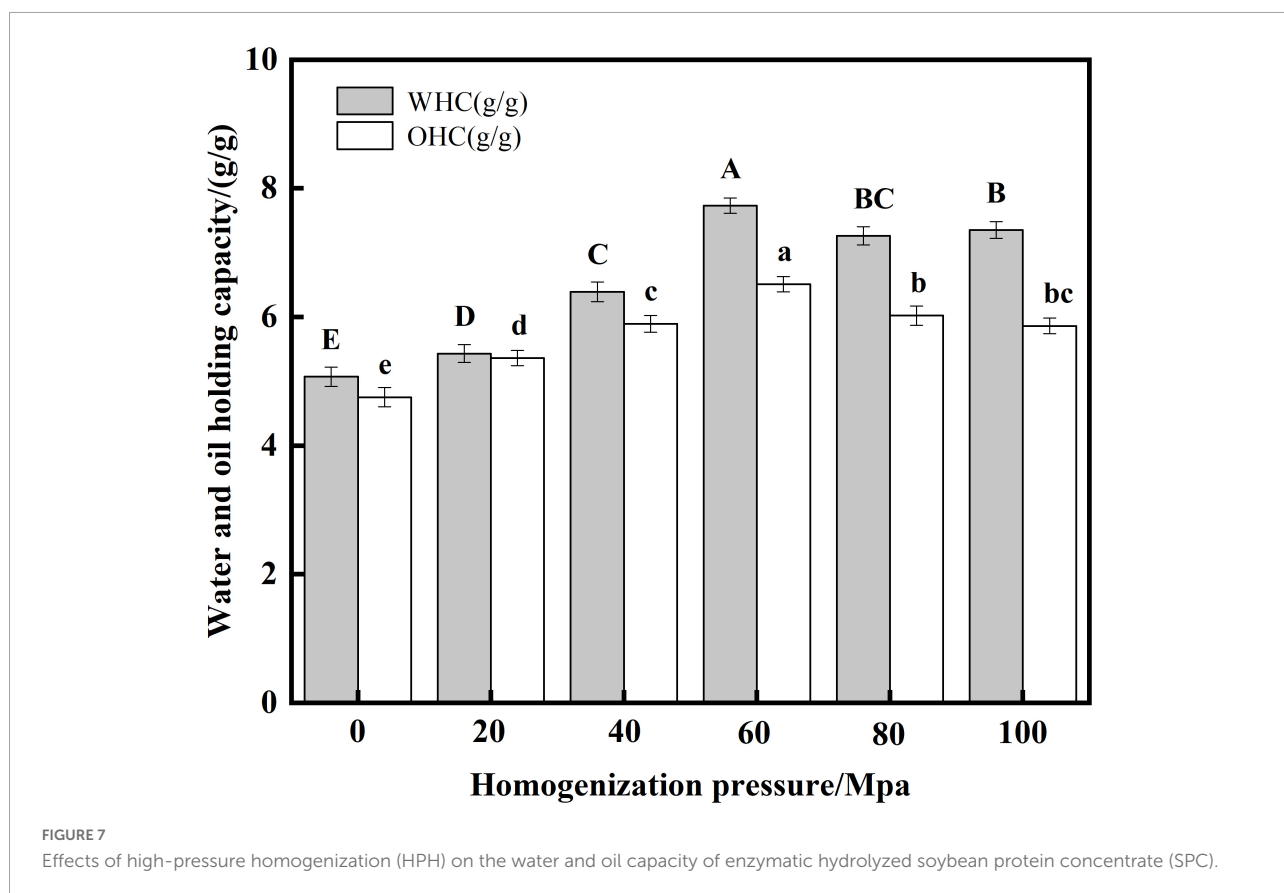 10
8
6
4
2
0
Water and oil holding capacity/(g/g)
WHC(g/g)
OHC(g/g)
E
e
D
d
C
c
A
a
BC
b
B
bc
0 20 40 60 80 100
Homogenization pressure/Mpa
FIGURE 7
Effects of high-pressure homogenization (HPH) on the water and oil capacity of enzymatic hydrolyzed soybean protein concentrate (SPC).